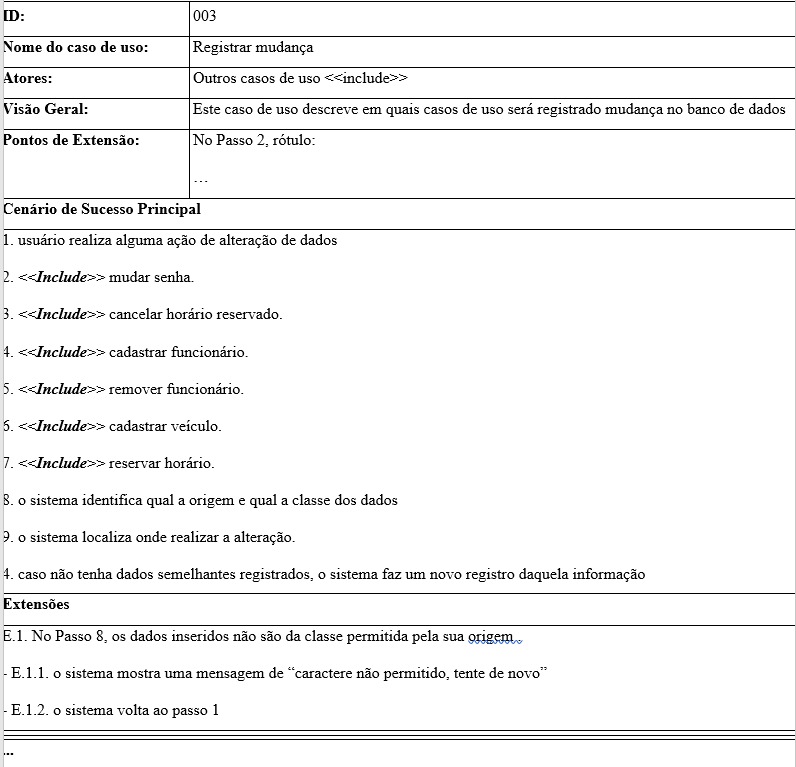 ID: 003
Nome do caso de uso: Registrar mudança
Atores: Outros casos de uso <<include>>
Visão Geral: Este caso de uso descreve em quais casos de uso será registrado mudança no banco de dados
Pontos de Extensão: No Passo 2, rótulo:
…
Cenário de Sucesso Principal
1. usuário realiza alguma ação de alteração de dados
2. <<Include>> mudar senha.
3. <<Include>> cancelar horário reservado.
4. <<Include>> cadastrar funcionário.
5. <<Include>> remover funcionário.
6. <<Include>> cadastrar veículo.
7. <<Include>> reservar horário.
8. o sistema identifica qual a origem e qual a classe dos dados
9. o sistema localiza onde realizar a alteração.
4. caso não tenha dados semelhantes registrados, o sistema faz um novo registro daquela informação
Extensões
E.1. No Passo 8, os dados inseridos não são da classe permitida pela sua origem
- E.1.1. o sistema mostra uma mensagem de “caractere não permitido, tente de novo”
- E.1.2. o sistema volta ao passo 1
...